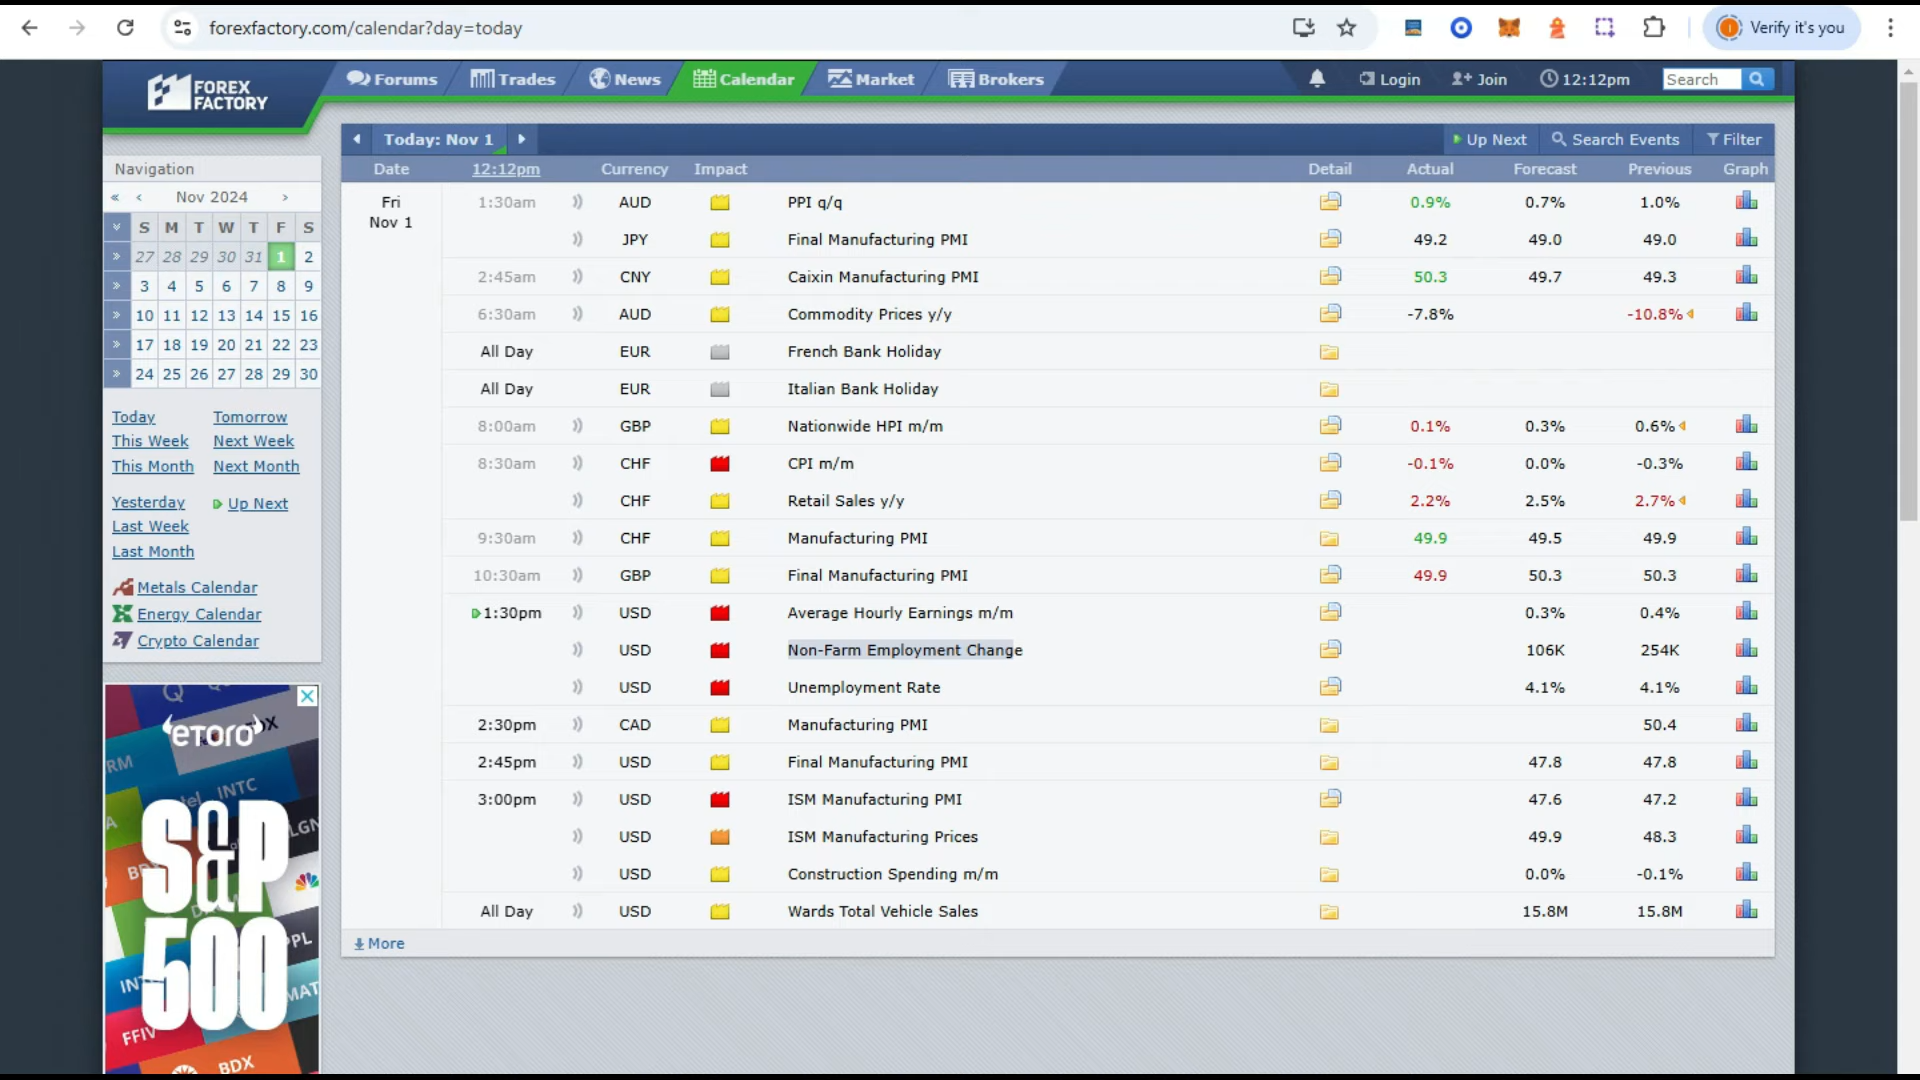 forexfactory.com/calendar?day=today
Verify it's you
FOREX FACTORY
Forums Trades News Calendar Market Brokers
Login Join 12:12pm Search
Today: Nov 1
Up Next Search Events Filter
Date 12:12pm Currency Impact Detail Actual Forecast Previous Graph
Fri Nov 1
1:30am AUD PPI q/q 0.9% 0.7% 1.0%
JPY Final Manufacturing PMI 49.2 49.0 49.0
2:45am CNY Caixin Manufacturing PMI 50.3 49.7 49.3
6:30am AUD Commodity Prices y/y -7.8% -10.8%
All Day EUR French Bank Holiday
All Day EUR Italian Bank Holiday
8:00am GBP Nationwide HPI m/m 0.1% 0.3% 0.6%
8:30am CHF CPI m/m -0.1% 0.0% -0.3%
CHF Retail Sales y/y 2.2% 2.5% 2.7%
9:30am CHF Manufacturing PMI 49.9 49.5 49.9
10:30am GBP Final Manufacturing PMI 49.9 50.3 50.3
1:30pm USD Average Hourly Earnings m/m 0.3% 0.4%
USD Non-Farm Employment Change 106K 254K
USD Unemployment Rate 4.1% 4.1%
2:30pm CAD Manufacturing PMI 50.4
2:45pm USD Final Manufacturing PMI 47.8 47.8
3:00pm USD ISM Manufacturing PMI 47.6 47.2
USD ISM Manufacturing Prices 49.9 48.3
USD Construction Spending m/m 0.0% -0.1%
All Day USD Wards Total Vehicle Sales 15.8M 15.8M
More
Navigation
« ‹ Nov 2024 ›
S M T W T F S
» 27 28 29 30 31 1 2
» 3 4 5 6 7 8 9
» 10 11 12 13 14 15 16
» 17 18 19 20 21 22 23
» 24 25 26 27 28 29 30
Today Tomorrow
This Week Next Week
This Month Next Month
Yesterday Up Next
Last Week
Last Month
Metals Calendar
Energy Calendar
Crypto Calendar
eToro
INTC
S&P
500
FFIV
BDX